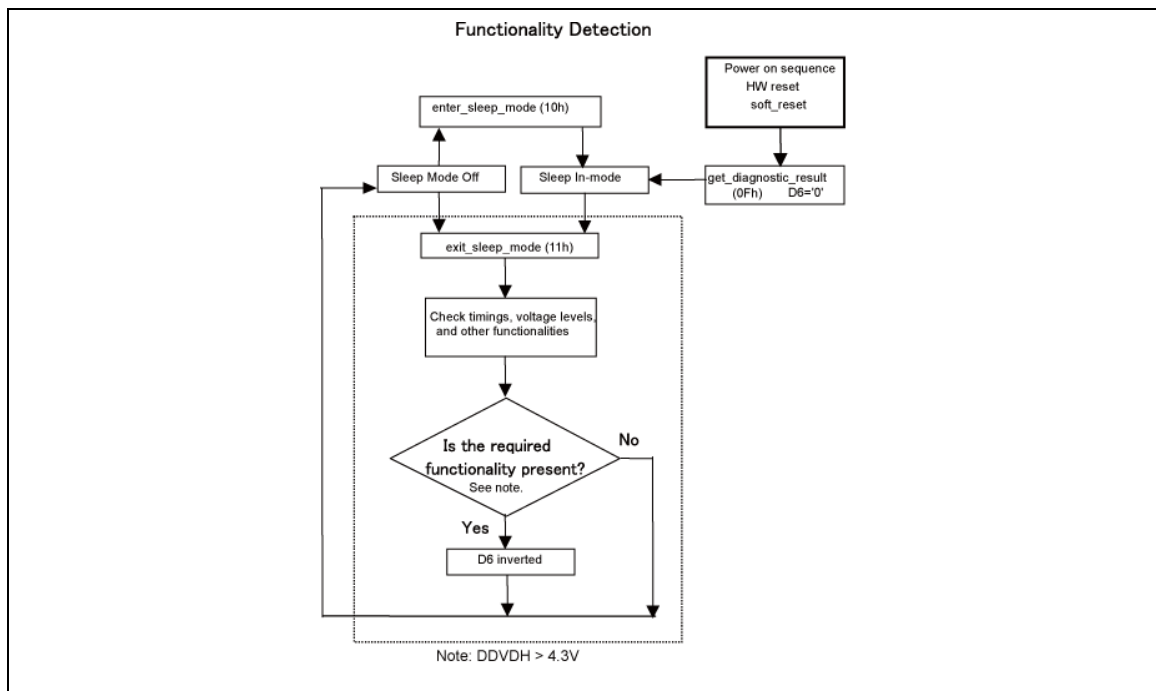 Functionality Detection
Power on sequence
HW reset
soft_reset
enter_sleep_mode (10h)
Sleep Mode Off
Sleep In-mode
get_diagnostic_result
(0Fh) D6='0'
exit_sleep_mode (11h)
Check timings, voltage levels,
and other functionalities
Is the required
functionality present?
See note.
No
Yes
D6 inverted
Note: DDVDH > 4.3V